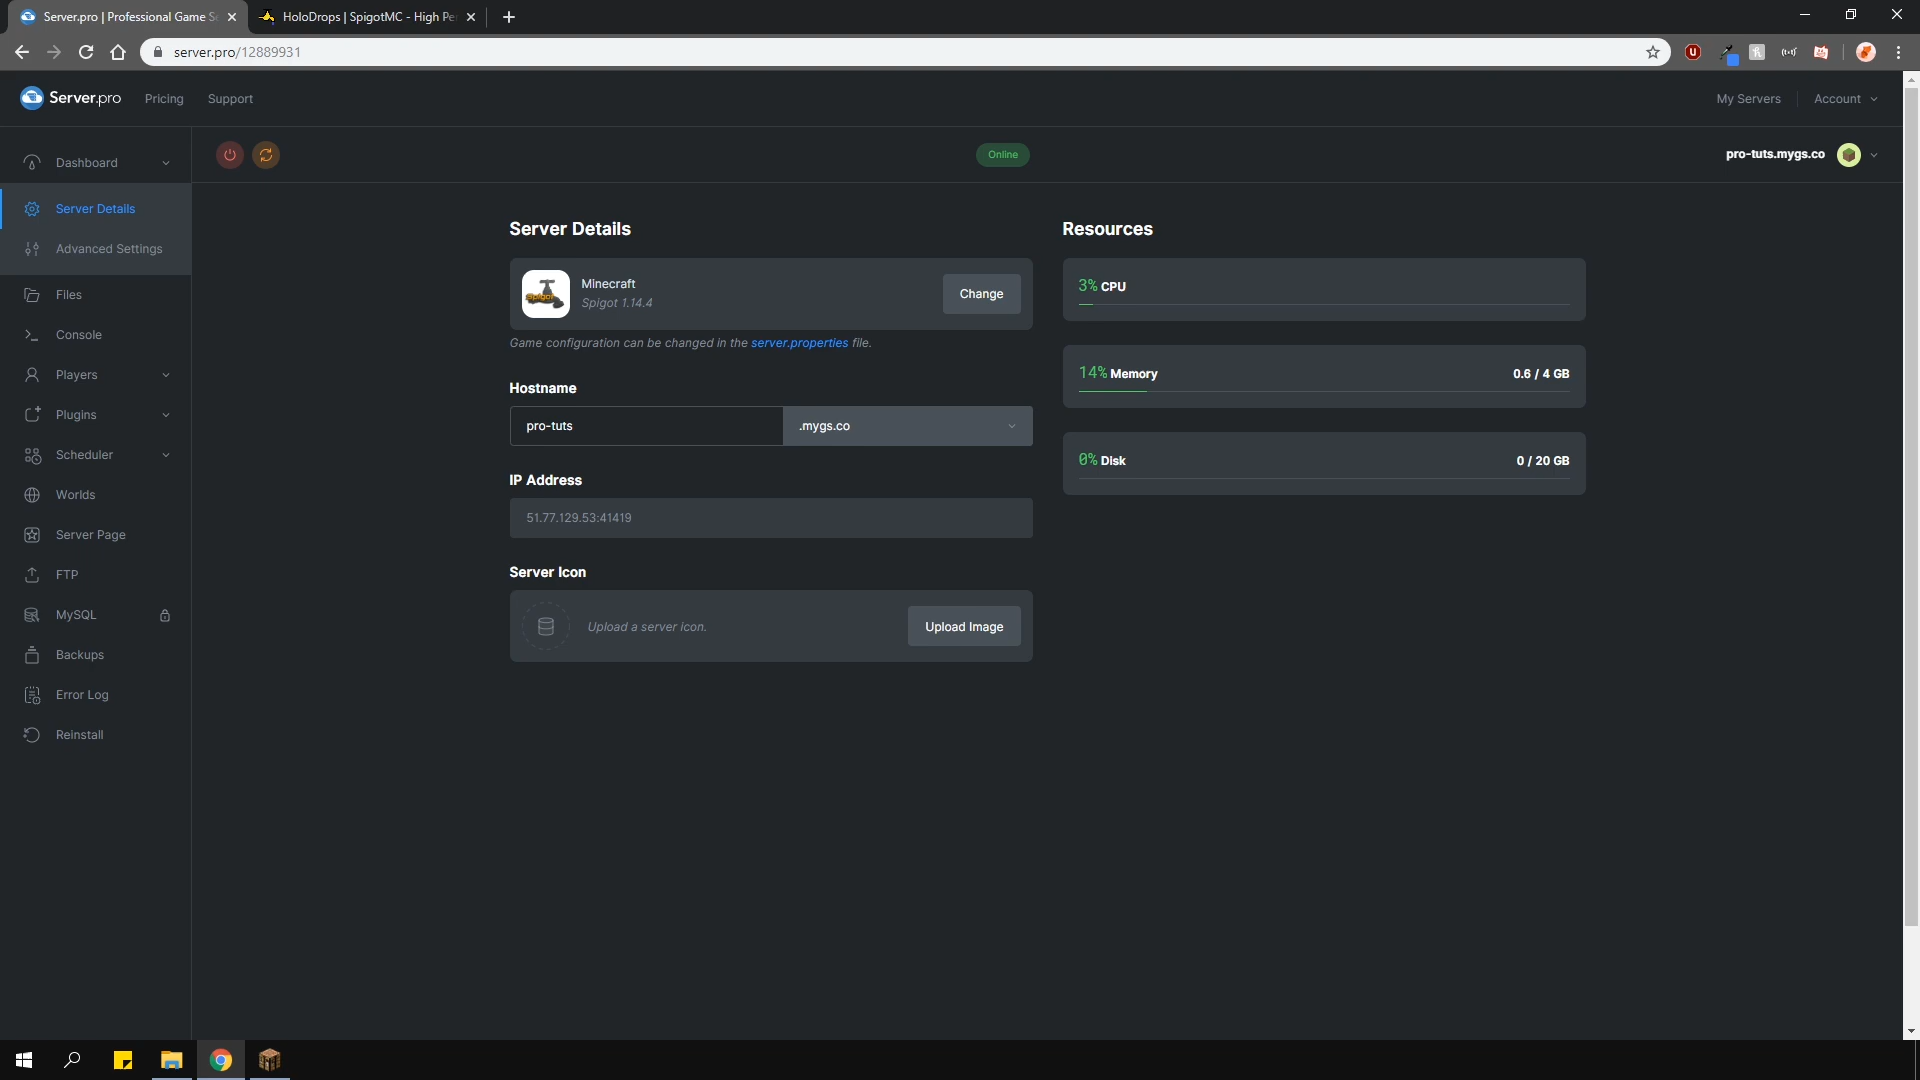 Server.pro | Professional Game S
HoloDrops | SpigotMC - High Per
server.pro/12889931
Server.pro
Pricing
Support
My Servers
Account
Dashboard
Online
pro-tuts.mygs.co
Server Details
Advanced Settings
Files
Console
Players
Plugins
Scheduler
Worlds
Server Page
FTP
MySQL
Backups
Error Log
Reinstall
Server Details
Minecraft
Spigot 1.14.4
Change
Game configuration can be changed in the server.properties file.
Hostname
pro-tuts
.mygs.co
IP Address
51.77.129.53:41419
Server Icon
Upload a server icon.
Upload Image
Resources
3% CPU
14% Memory
0.6 / 4 GB
0% Disk
0 / 20 GB